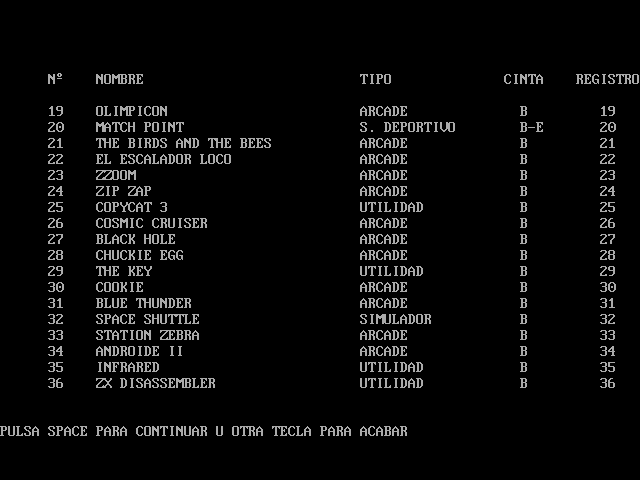 Nº NOMBRE TIPO CINTA REGISTRO
19 OLIMPICON ARCADE B 19
20 MATCH POINT S. DEPORTIVO B-E 20
21 THE BIRDS AND THE BEES ARCADE B 21
22 EL ESCALADOR LOCO ARCADE B 22
23 ZZOOM ARCADE B 23
24 ZIP ZAP ARCADE B 24
25 COPYCAT 3 UTILIDAD B 25
26 COSMIC CRUISER ARCADE B 26
27 BLACK HOLE ARCADE B 27
28 CHUCKIE EGG ARCADE B 28
29 THE KEY UTILIDAD B 29
30 COOKIE ARCADE B 30
31 BLUE THUNDER ARCADE B 31
32 SPACE SHUTTLE SIMULADOR B 32
33 STATION ZEBRA ARCADE B 33
34 ANDROIDE II ARCADE B 34
35 INFRARED UTILIDAD B 35
36 ZX DISASSEMBLER UTILIDAD B 36
PULSA SPACE PARA CONTINUAR U OTRA TECLA PARA ACABAR